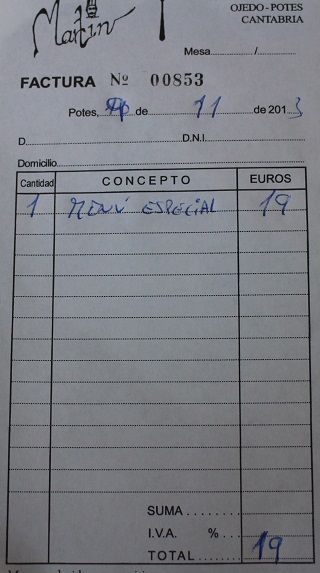 Martín
OJEDO - POTES
CANTABRIA
Mesa ............ / ............
FACTURA Nº 00853
Potes, de 11 de 2013
D. D.N.I.
Domicilio
Cantidad CONCEPTO EUROS
1 MENÚ ESPECIAL 19
SUMA
I.V.A. %
TOTAL 19